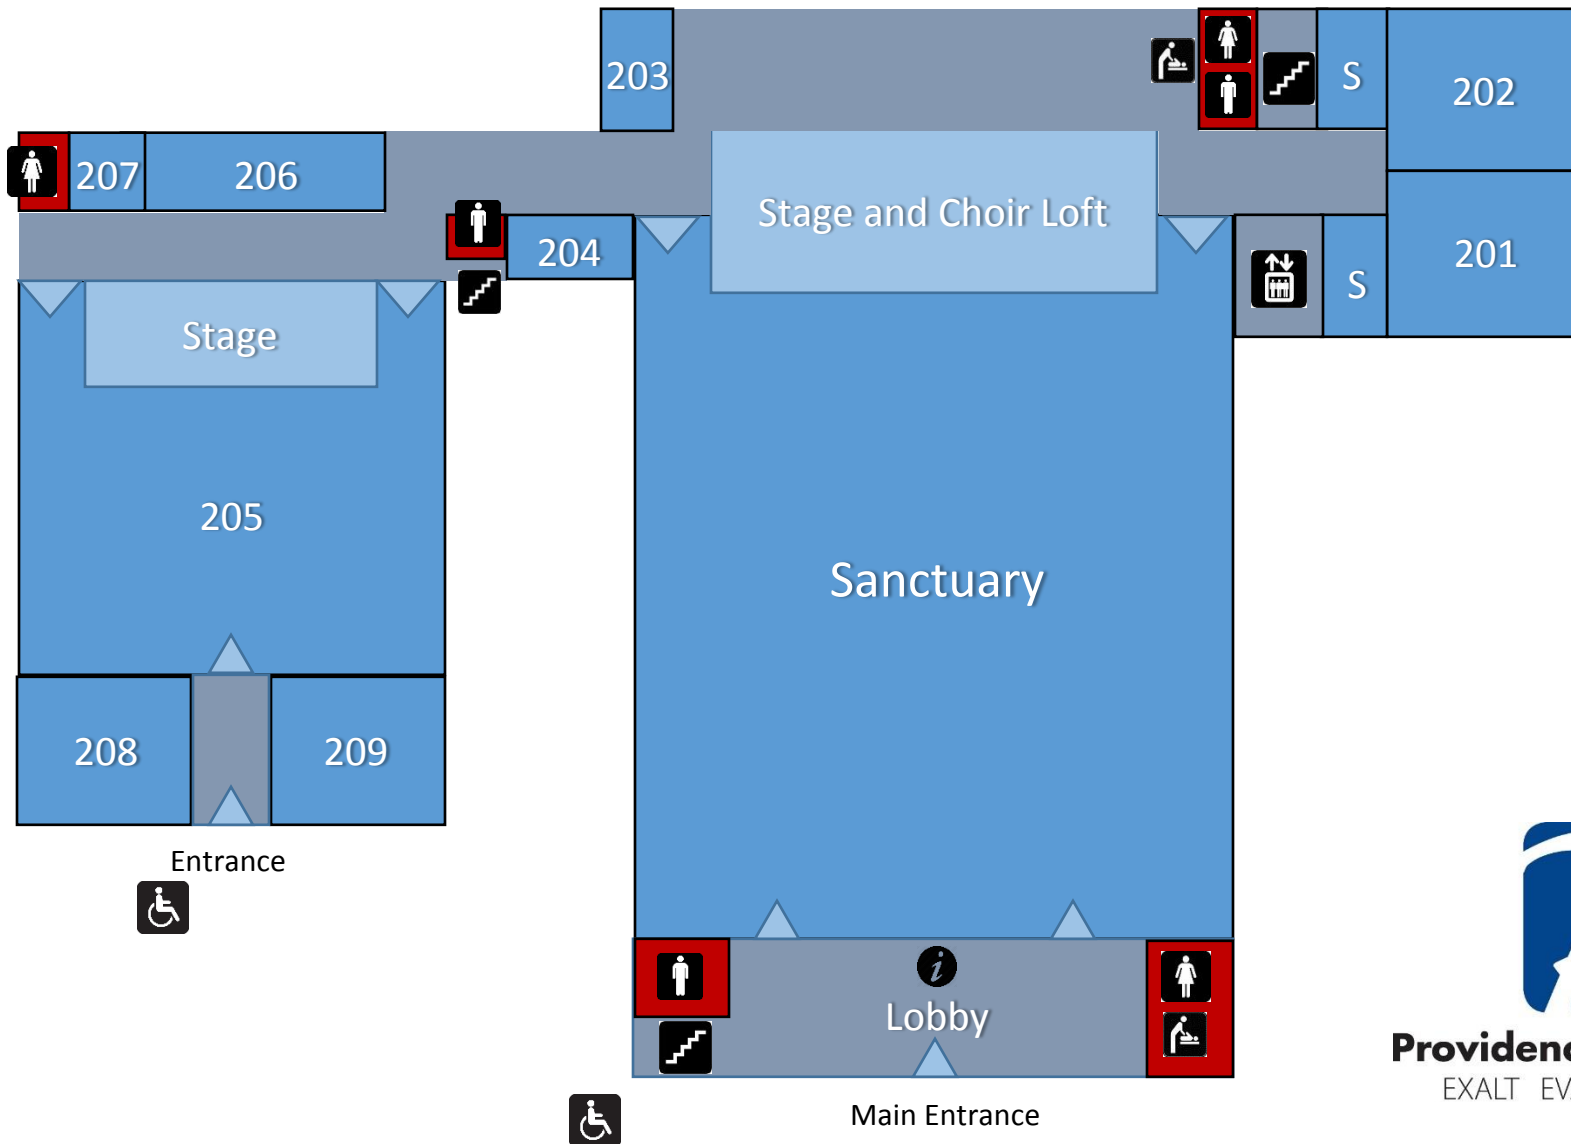 203
S
202
207
206
Stage and Choir Loft
204
201
S
Stage
205
Sanctuary
208
209
Entrance
i
Lobby
Main Entrance
EXALT